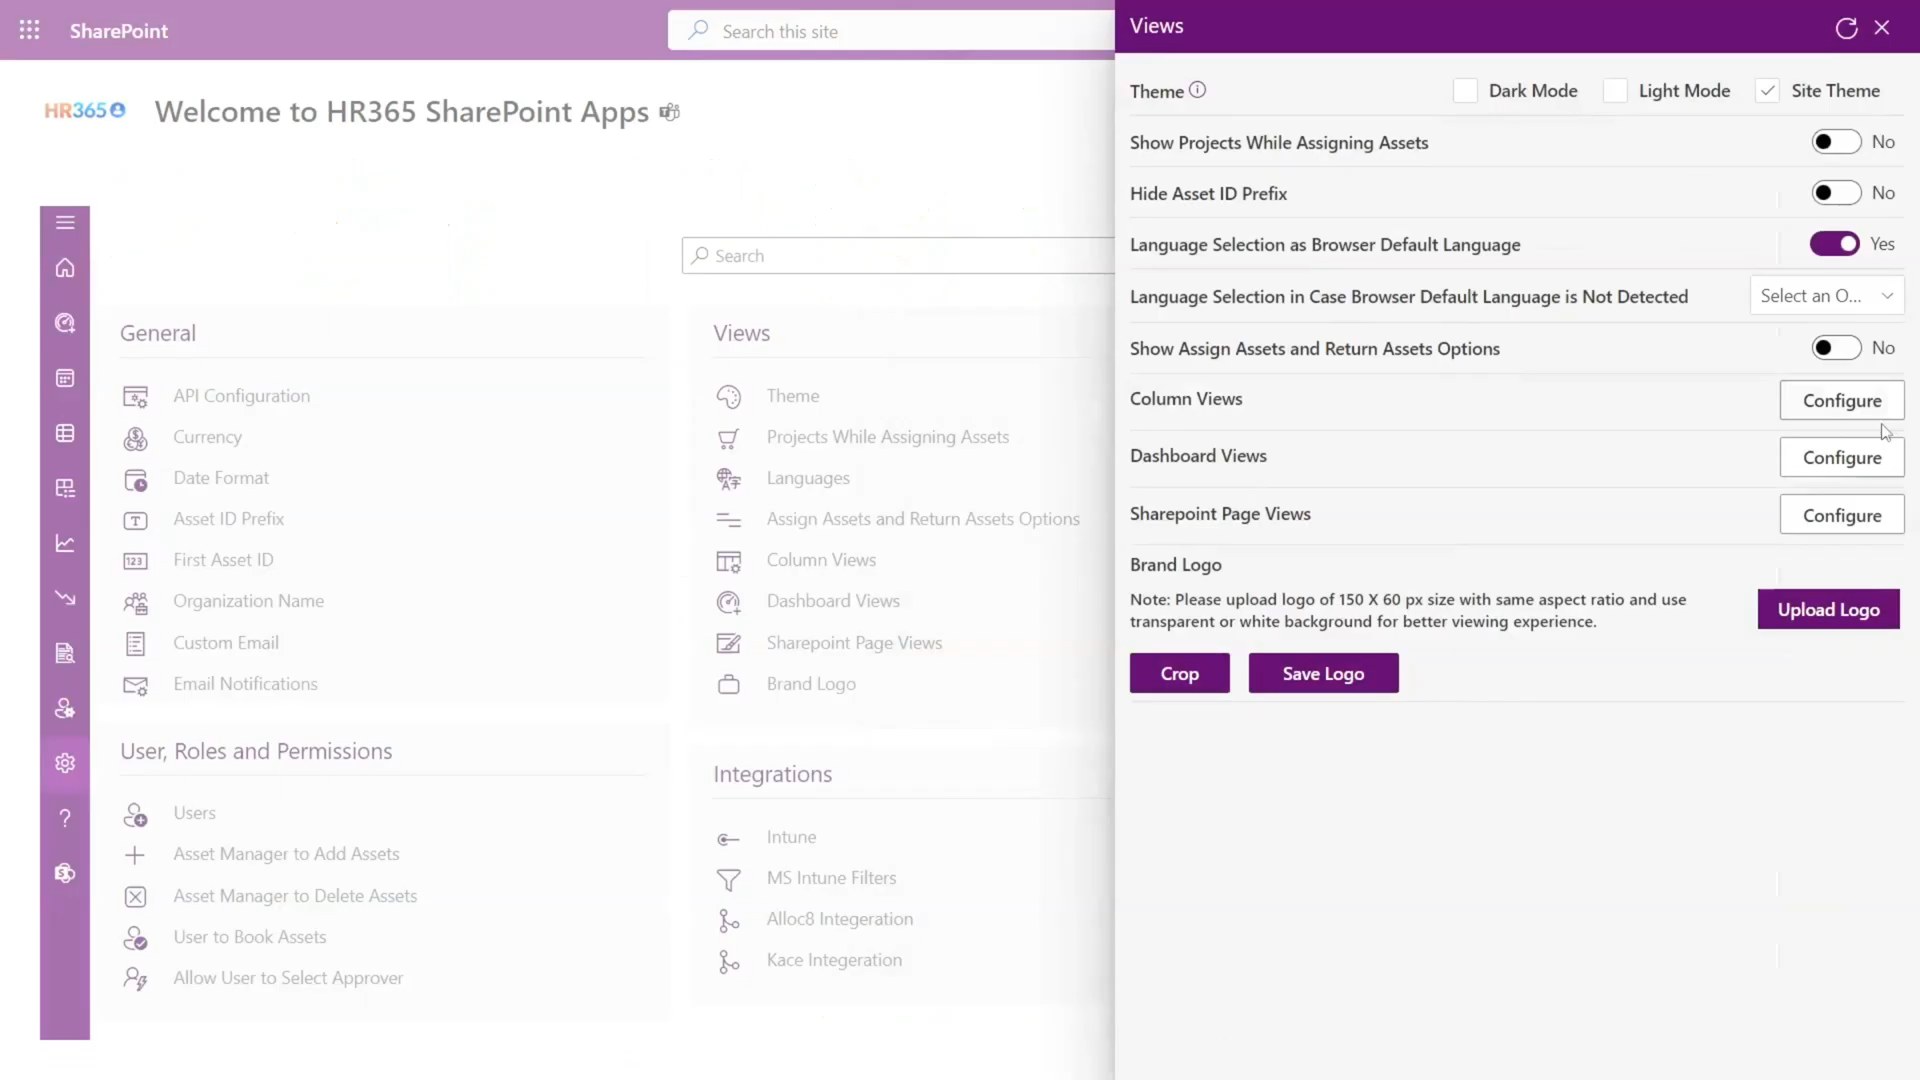 SharePoint
Search this site
HR365
Welcome to HR365 SharePoint Apps
Search
General
API Configuration
Currency
Date Format
Asset ID Prefix
First Asset ID
Organization Name
Custom Email
Email Notifications
User, Roles and Permissions
Users
Asset Manager to Add Assets
Asset Manager to Delete Assets
User to Book Assets
Allow User to Select Approver
Views
Theme
Projects While Assigning Assets
Languages
Assign Assets and Return Assets Options
Column Views
Dashboard Views
Sharepoint Page Views
Brand Logo
Integrations
Intune
MS Intune Filters
Alloc8 Integeration
Kace Integeration
Views
Theme Dark Mode Light Mode Site Theme
Show Projects While Assigning Assets No
Hide Asset ID Prefix No
Language Selection as Browser Default Language Yes
Language Selection in Case Browser Default Language is Not Detected Select an O...
Show Assign Assets and Return Assets Options No
Column Views Configure
Dashboard Views Configure
Sharepoint Page Views Configure
Brand Logo
Note: Please upload logo of 150 X 60 px size with same aspect ratio and use
transparent or white background for better viewing experience.
Upload Logo
Crop Save Logo